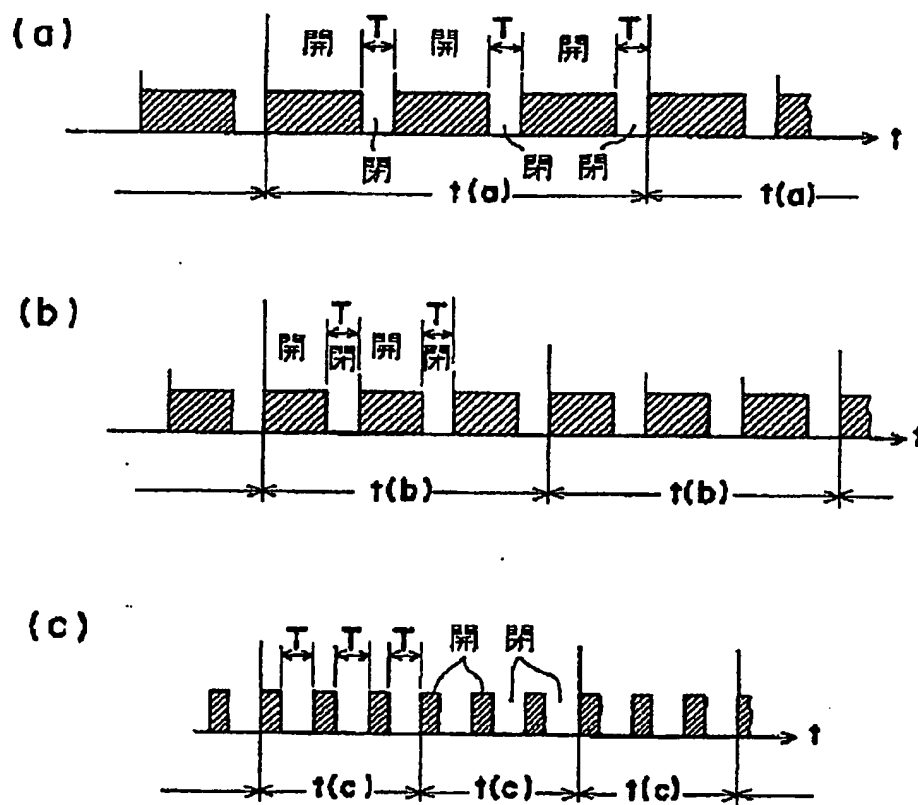 (a)
開 T 開 T 開 T
閉 閉 閉
t
t(a) t(a)
(b)
T T
開 閉 開 閉
t
t(b) t(b)
(c)
T T T 開 閉
t
t(c) t(c) t(c)